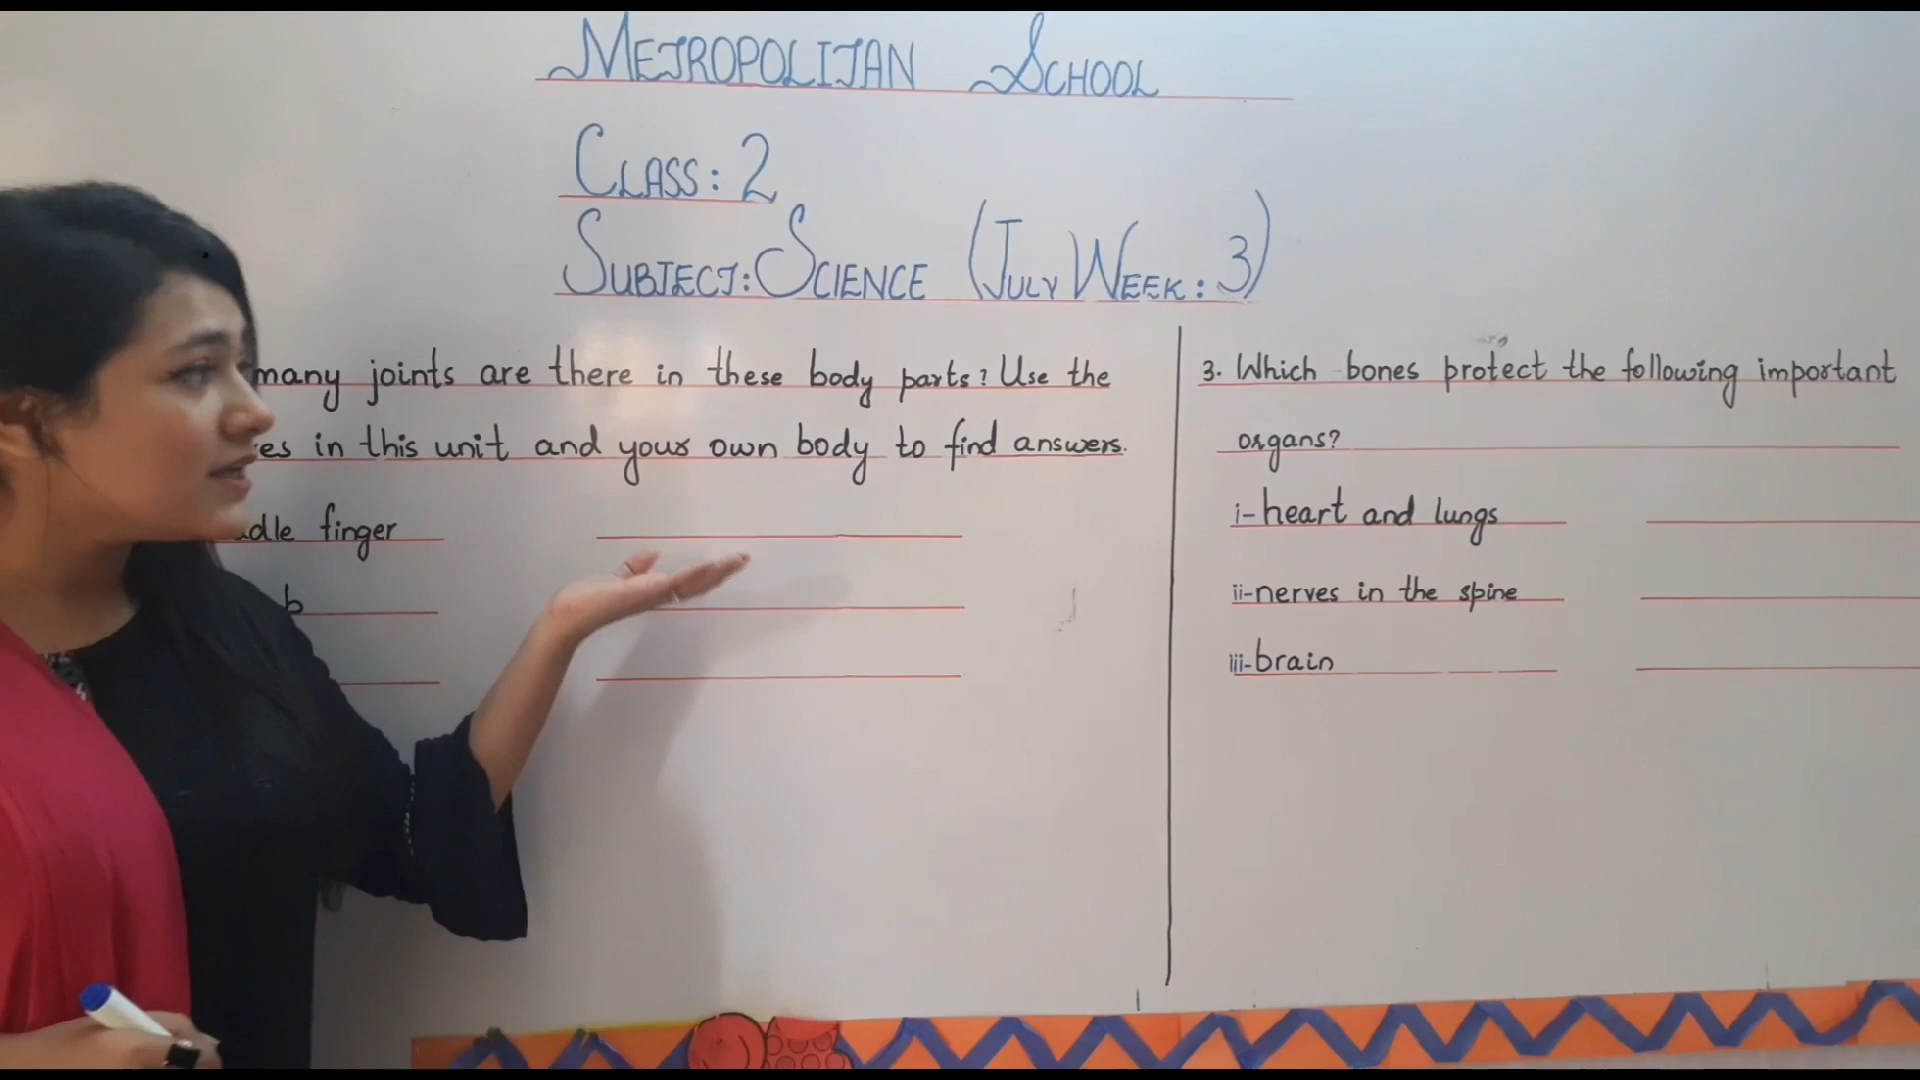 METROPOLITAN SCHOOL
CLASS: 2
SUBJECT: SCIENCE (JULY WEEK: 3)
many joints are there in these body parts? Use the
in this unit and your own body to find answers.
finger
3. Which bones protect the following important
organs?
i- heart and lungs
ii- nerves in the spine
iii- brain